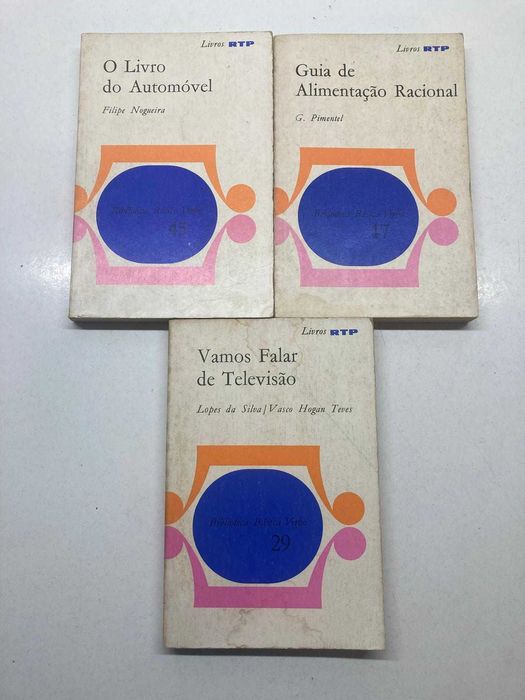 Livros RTP
O Livro
do Automóvel
Filipe Nogueira
Biblioteca Básica Verbo
45
Livros RTP
Guia de
Alimentação Racional
G. Pimentel
Biblioteca Básica Verbo
17
Livros RTP
Vamos Falar
de Televisão
Lopes da Silva / Vasco Hogan Teves
Biblioteca Básica Verbo
29